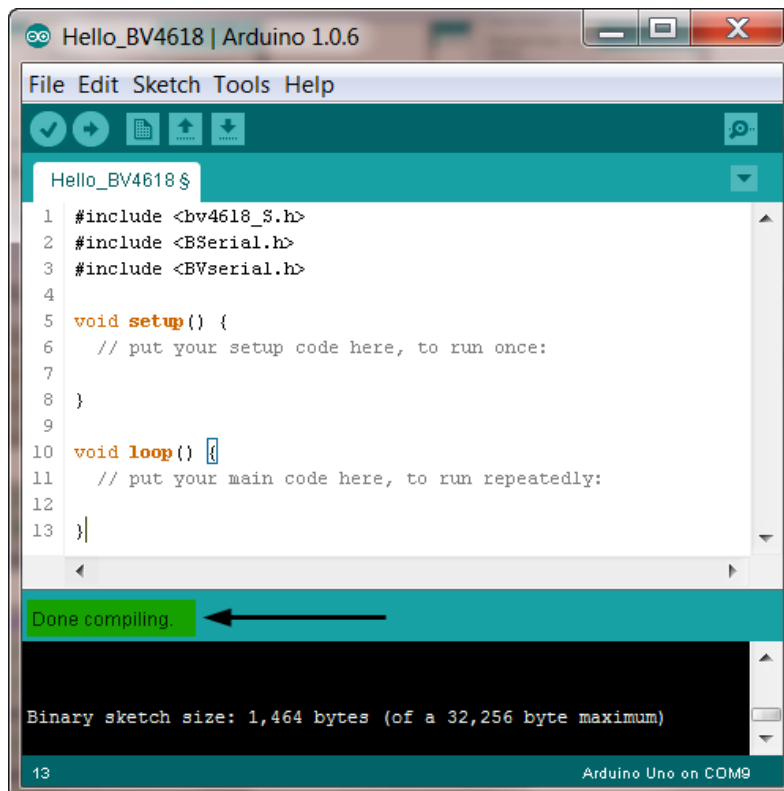 Hello_BV4618 | Arduino 1.0.6
File Edit Sketch Tools Help
Hello_BV4618 §
1 #include <bv4618_S.h>
2 #include <BSerial.h>
3 #include <BVserial.h>
4
5 void setup() {
6   // put your setup code here, to run once:
7
8 }
9
10 void loop() {
11   // put your main code here, to run repeatedly:
12
13 }
Done compiling.
Binary sketch size: 1,464 bytes (of a 32,256 byte maximum)
13 Arduino Uno on COM9